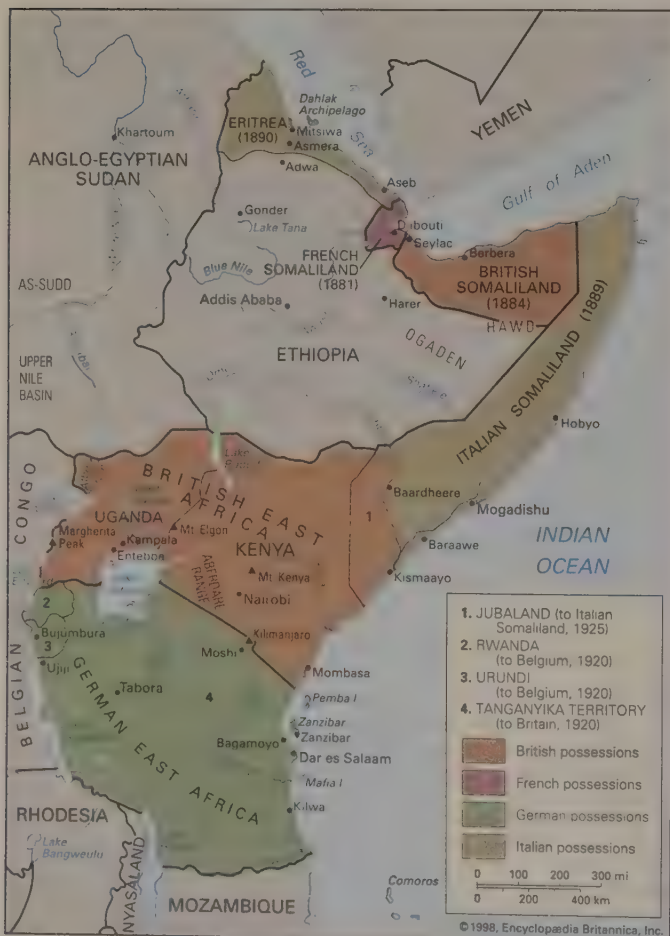 Red
Sea
Dahlak
Archipelago
Mitsiwa
ERITREA
(1890)
Asmera
Adwa
YEMEN
Khartoum
ANGLO-EGYPTIAN
SUDAN
Aseb
Gulf of Aden
Gonder
Lake Tana
Djibouti
Seylac
FRENCH
SOMALILAND
(1881)
Blue Nile
Barbera
BRITISH
SOMALILAND
(1884)
AS-SUDD
Addis Ababa
Harer
HAWD
OGADEN
ETHIOPIA
UPPER
NILE
BASIN
ITALIAN SOMALILAND (1889)
Hobyo
Lake
BRITISH EAST
AFRICA
Baardheere
Mogadishu
1
UGANDA
Mt Elgon
KENYA
Margherita
Peak
Kampala
Entebbe
Baraawe
INDIAN
OCEAN
Mt Kenya
Kismaayo
ABERDARE
RANGE
Nairobi
BELGIAN CONGO
2
Bujumbura
3
Ujiji
Kilimanjaro
Moshi
Mombasa
Tabora
4
Pemba I
Zanzibar
Zanzibar
GERMAN EAST AFRICA
Bagamoyo
Dar es Salaam
Mafia I
RHODESIA
Kilwa
Lake
Bangweulu
NYASALAND
Comoros
MOZAMBIQUE
1. JUBALAND (to Italian
Somaliland, 1925)
2. RWANDA
(to Belgium, 1920)
3. URUNDI
(to Belgium, 1920)
4. TANGANYIKA TERRITORY
(to Britain, 1920)
British possessions
French possessions
German possessions
Italian possessions
0 100 200 300 mi
0 200 400 km
©1998, Encyclopædia Britannica, Inc.